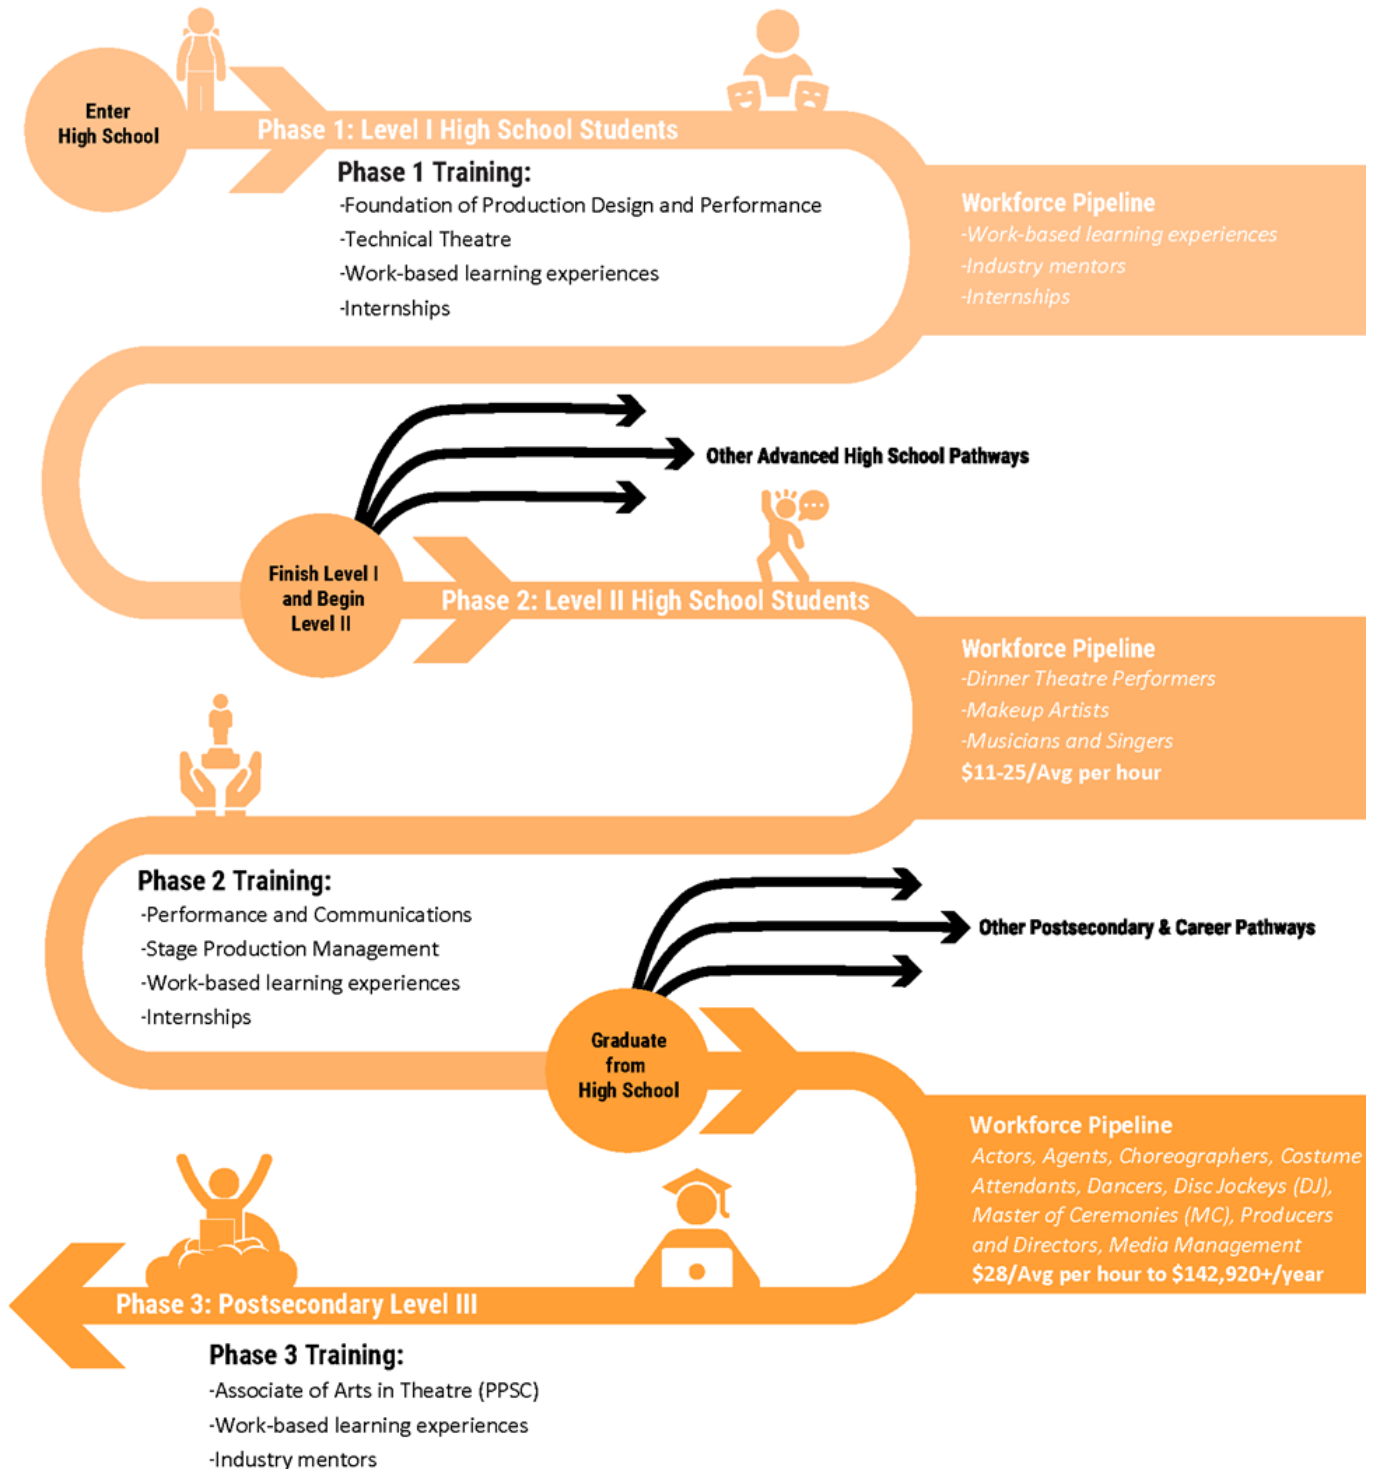 Enter
High School
Phase 1: Level I High School Students
Phase 1 Training:
-Foundation of Production Design and Performance
-Technical Theatre
-Work-based learning experiences
-Internships
Workforce Pipeline
-Work-based learning experiences
-Industry mentors
-Internships
Other Advanced High School Pathways
Finish Level I
and Begin
Level II
Phase 2: Level II High School Students
Workforce Pipeline
-Dinner Theatre Performers
-Makeup Artists
-Musicians and Singers
$11-25/Avg per hour
Phase 2 Training:
-Performance and Communications
-Stage Production Management
-Work-based learning experiences
-Internships
Other Postsecondary & Career Pathways
Graduate
from
High School
Workforce Pipeline
Actors, Agents, Choreographers, Costume
Attendants, Dancers, Disc Jockeys (DJ),
Master of Ceremonies (MC), Producers
and Directors, Media Management
$28/Avg per hour to $142,920+/year
Phase 3: Postsecondary Level III
Phase 3 Training:
-Associate of Arts in Theatre (PPSC)
-Work-based learning experiences
-Industry mentors